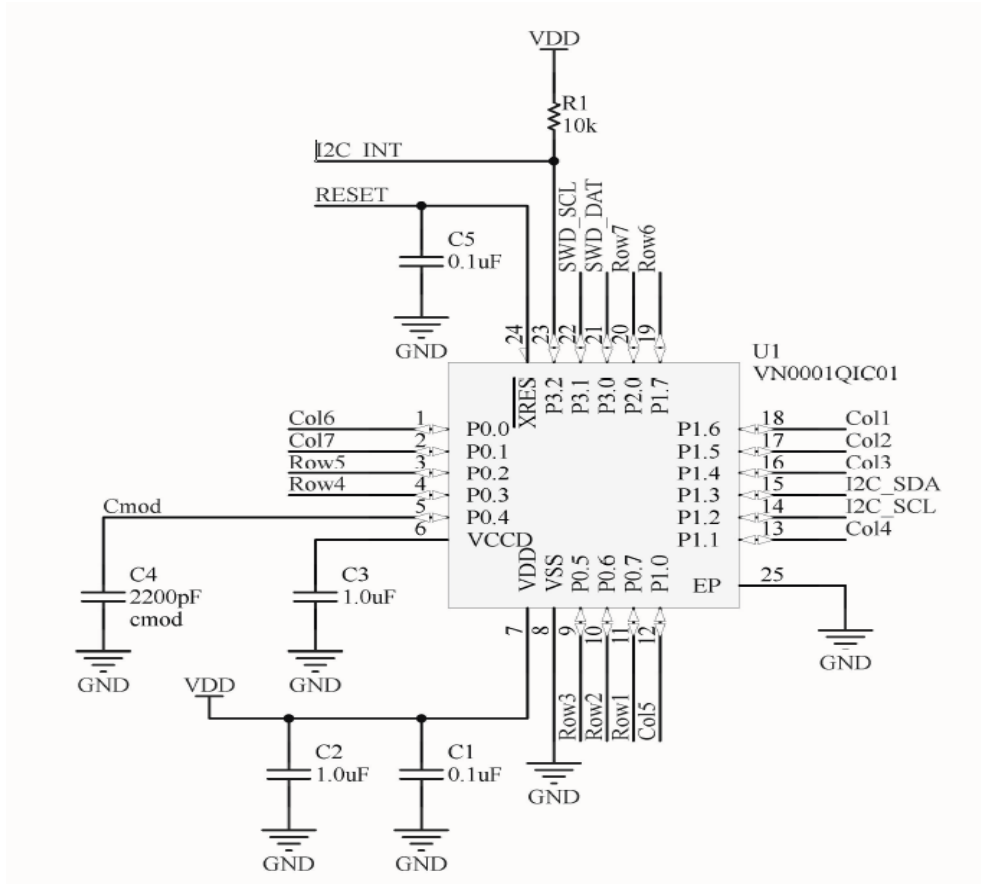 VDD
R1
10k
I2C_INT
RESET
C5
0.1uF
GND
SWD_SCL
SWD_DAT
Row7
Row6
24
23
22
21
20
19
U1
VN0001QIC01
XRES
P3.2
P3.1
P3.0
P2.0
P1.7
Col6 1 P0.0
Col7 2 P0.1
Row5 3 P0.2
Row4 4 P0.3
Cmod 5 P0.4
6 VCCD
P1.6 18 Col1
P1.5 17 Col2
P1.4 16 Col3
P1.3 15 I2C_SDA
P1.2 14 I2C_SCL
P1.1 13 Col4
EP 25
GND
VDD
VSS
P0.5
P0.6
P0.7
P1.0
7
8
9
10
11
12
Row3
Row2
Row1
Col5
GND
C4
2200pF
cmod
GND
C3
1.0uF
GND
VDD
C2
1.0uF
GND
C1
0.1uF
GND